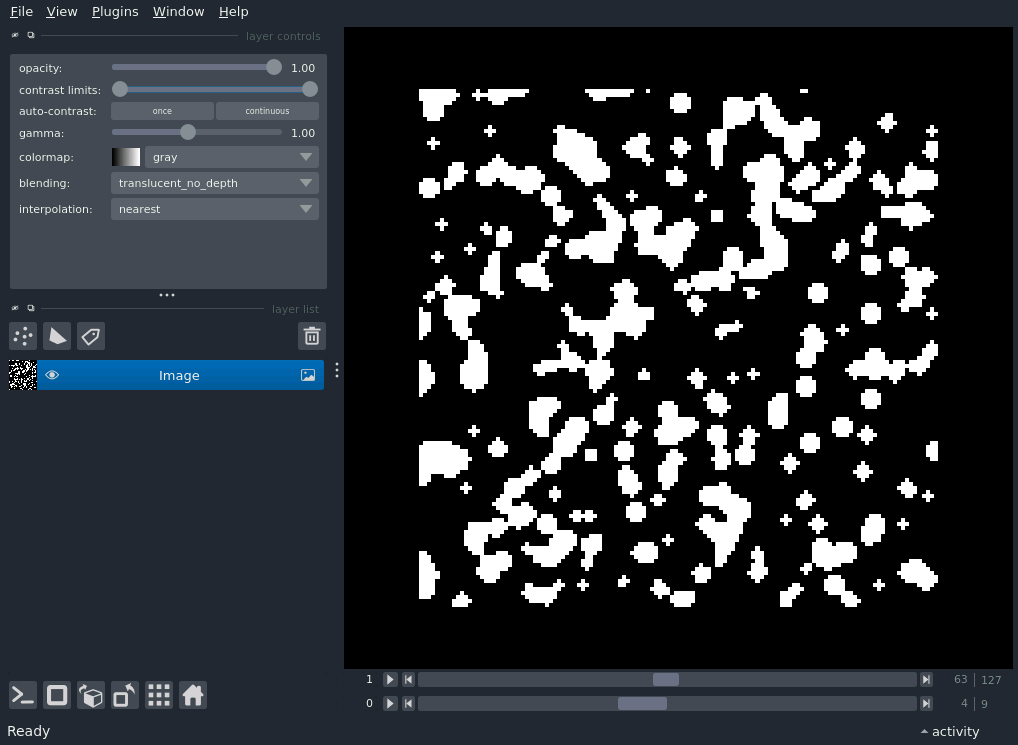 File View Plugins Window Help
layer controls
opacity: 1.00
contrast limits:
auto-contrast: once continuous
gamma: 1.00
colormap: gray
blending: translucent_no_depth
interpolation: nearest
layer list
Image
1 63 127
0 4 9
Ready activity